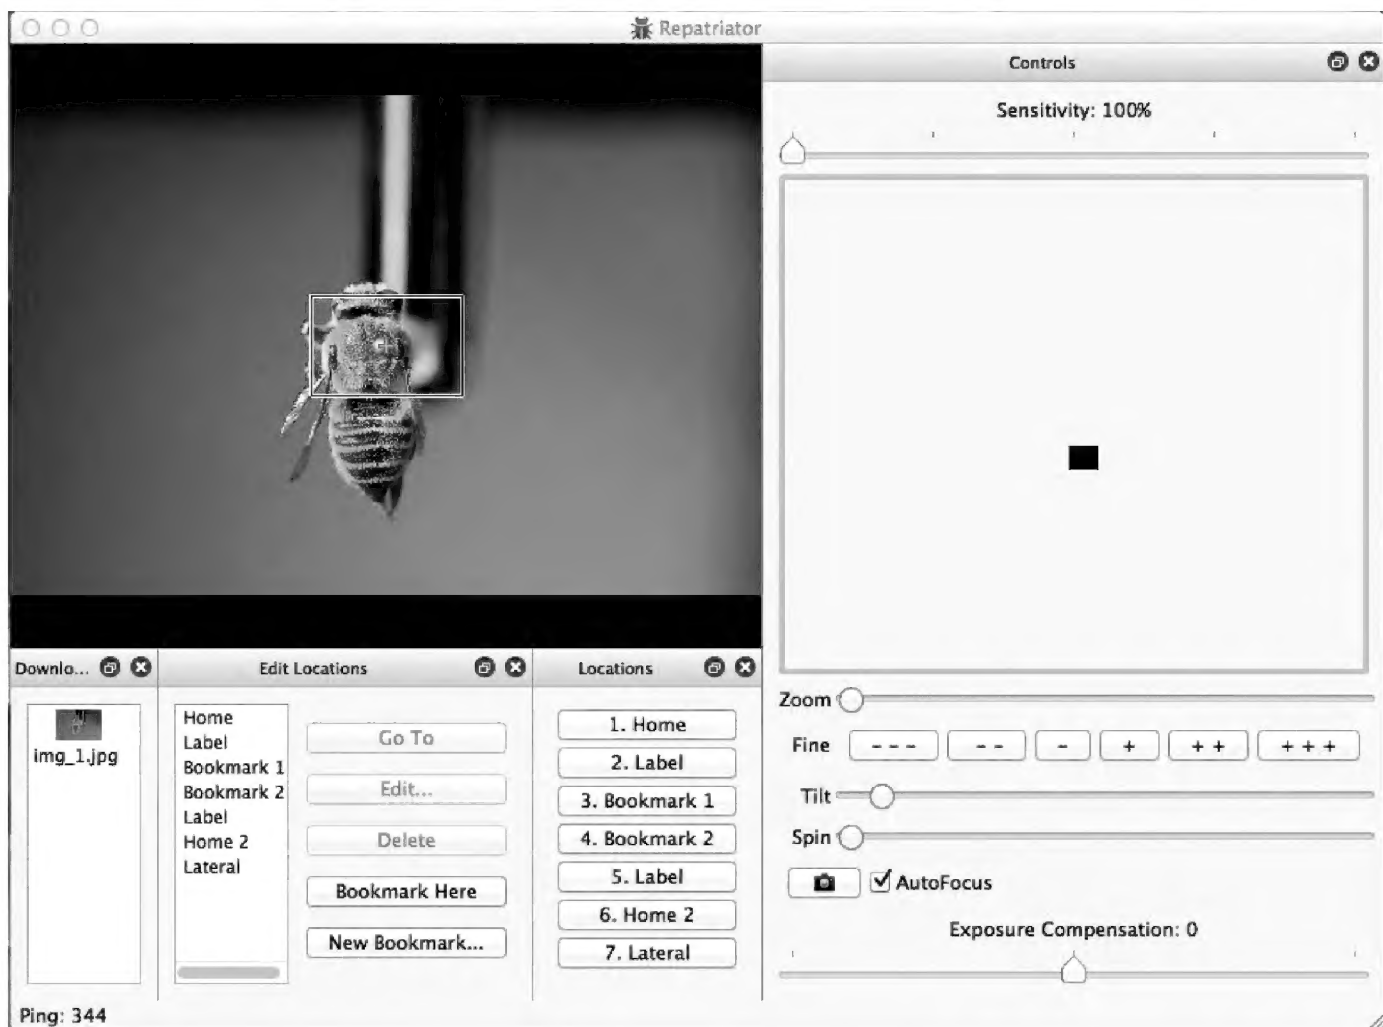 Repatriator
Controls
Sensitivity: 100%
Zoom
Fine - - - - - - + + + + + +
Tilt
Spin
AutoFocus
Exposure Compensation: 0
Downlo...
img_1.jpg
Edit Locations
Home
Label
Bookmark 1
Bookmark 2
Label
Home 2
Lateral
Go To
Edit...
Delete
Bookmark Here
New Bookmark...
Locations
1. Home
2. Label
3. Bookmark 1
4. Bookmark 2
5. Label
6. Home 2
7. Lateral
Ping: 344